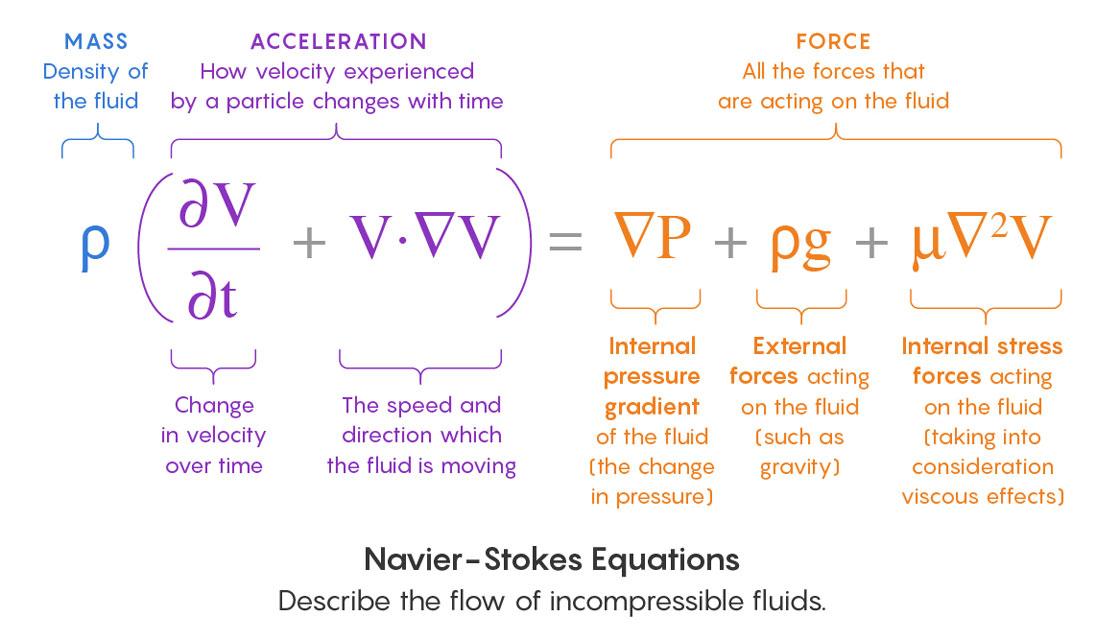 MASS
Density of
the fluid
ACCELERATION
How velocity experienced
by a particle changes with time
FORCE
All the forces that
are acting on the fluid
ρ ( ∂V/∂t + V·∇V ) = ∇P + ρg + μ∇²V
Change
in velocity
over time
The speed and
direction which
the fluid is moving
Internal
pressure
gradient
of the fluid
(the change
in pressure)
External
forces acting
on the fluid
(such as
gravity)
Internal stress
forces acting
on the fluid
(taking into
consideration
viscous effects)
Navier–Stokes Equations
Describe the flow of incompressible fluids.